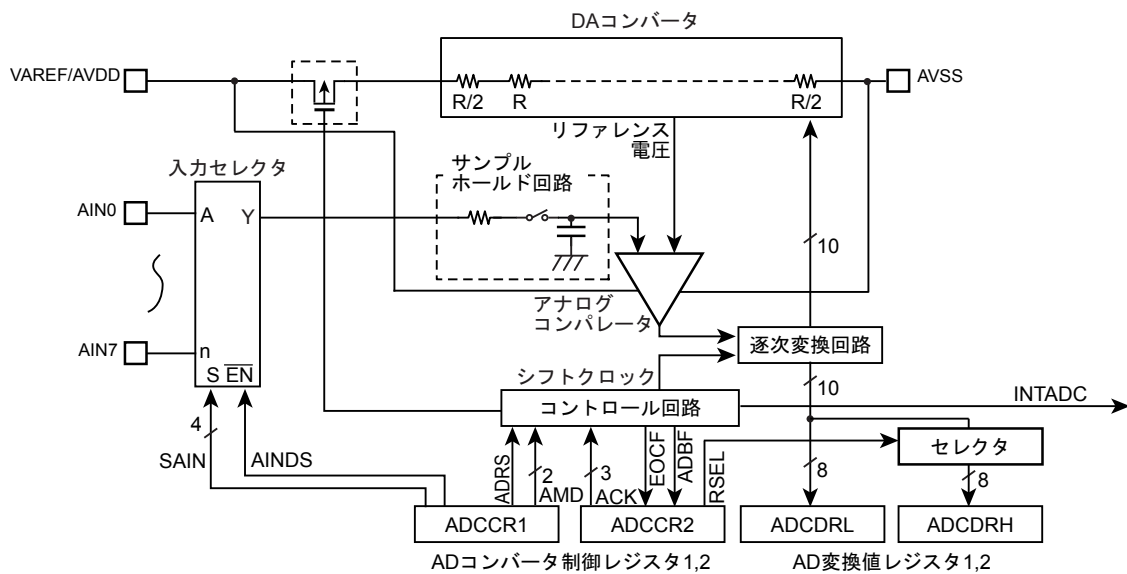 DAコンバータ
VAREF/AVDD
AVSS
R/2
R
R/2
リファレンス
電圧
入力セレクタ
サンプル
ホールド回路
AIN0
A
Y
10
アナログ
コンパレータ
AIN7
n
S EN
逐次変換回路
シフトクロック
10
コントロール回路
INTADC
4
SAIN
AINDS
ADRS
2
AMD
3
ACK
EOCF
ADBF
RSEL
8
セレクタ
8
ADCCR1
ADCCR2
ADCDRL
ADCDRH
ADコンバータ制御レジスタ1,2
AD変換値レジスタ1,2